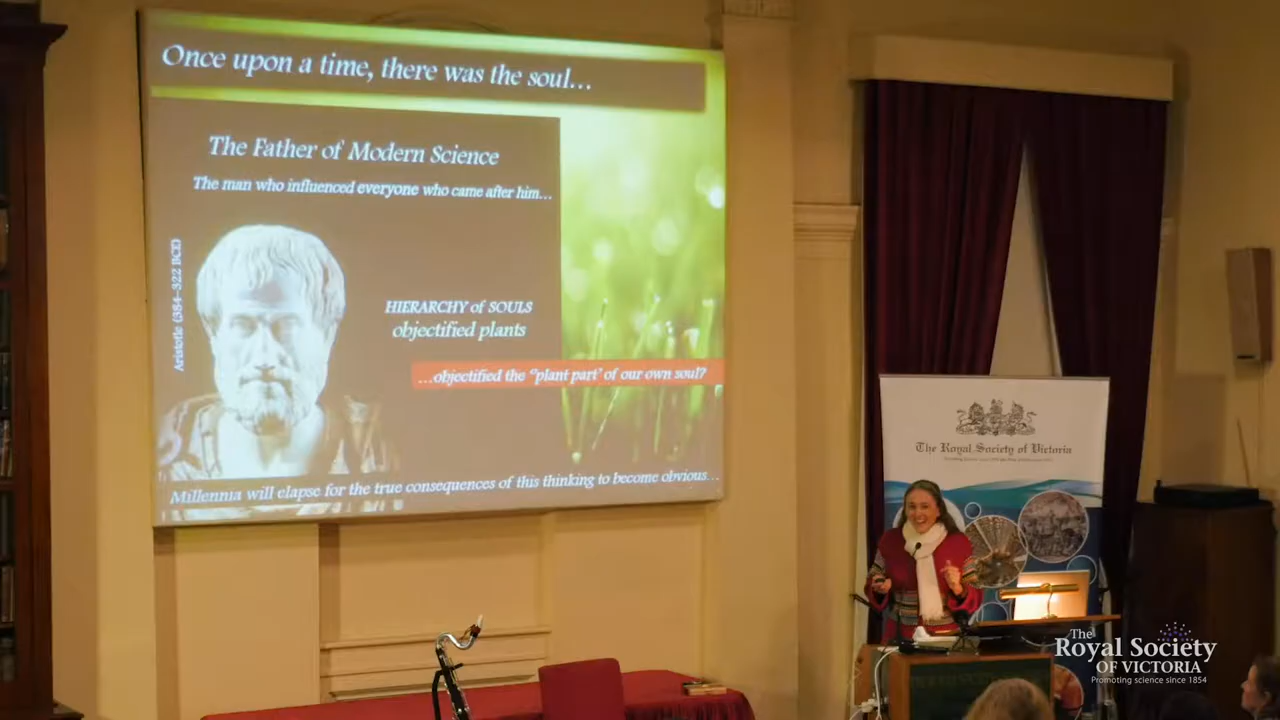 Once upon a time, there was the soul...
The Father of Modern Science
The man who influenced everyone who came after him...
Aristotle (384–322 BCE)
HIERARCHY of SOULS
objectified plants
...objectified the "plant part" of our own soul?
Millennia will elapse for the true consequences of this thinking to become obvious...
The Royal Society of Victoria
The
Royal Society
OF VICTORIA
Promoting science since 1854